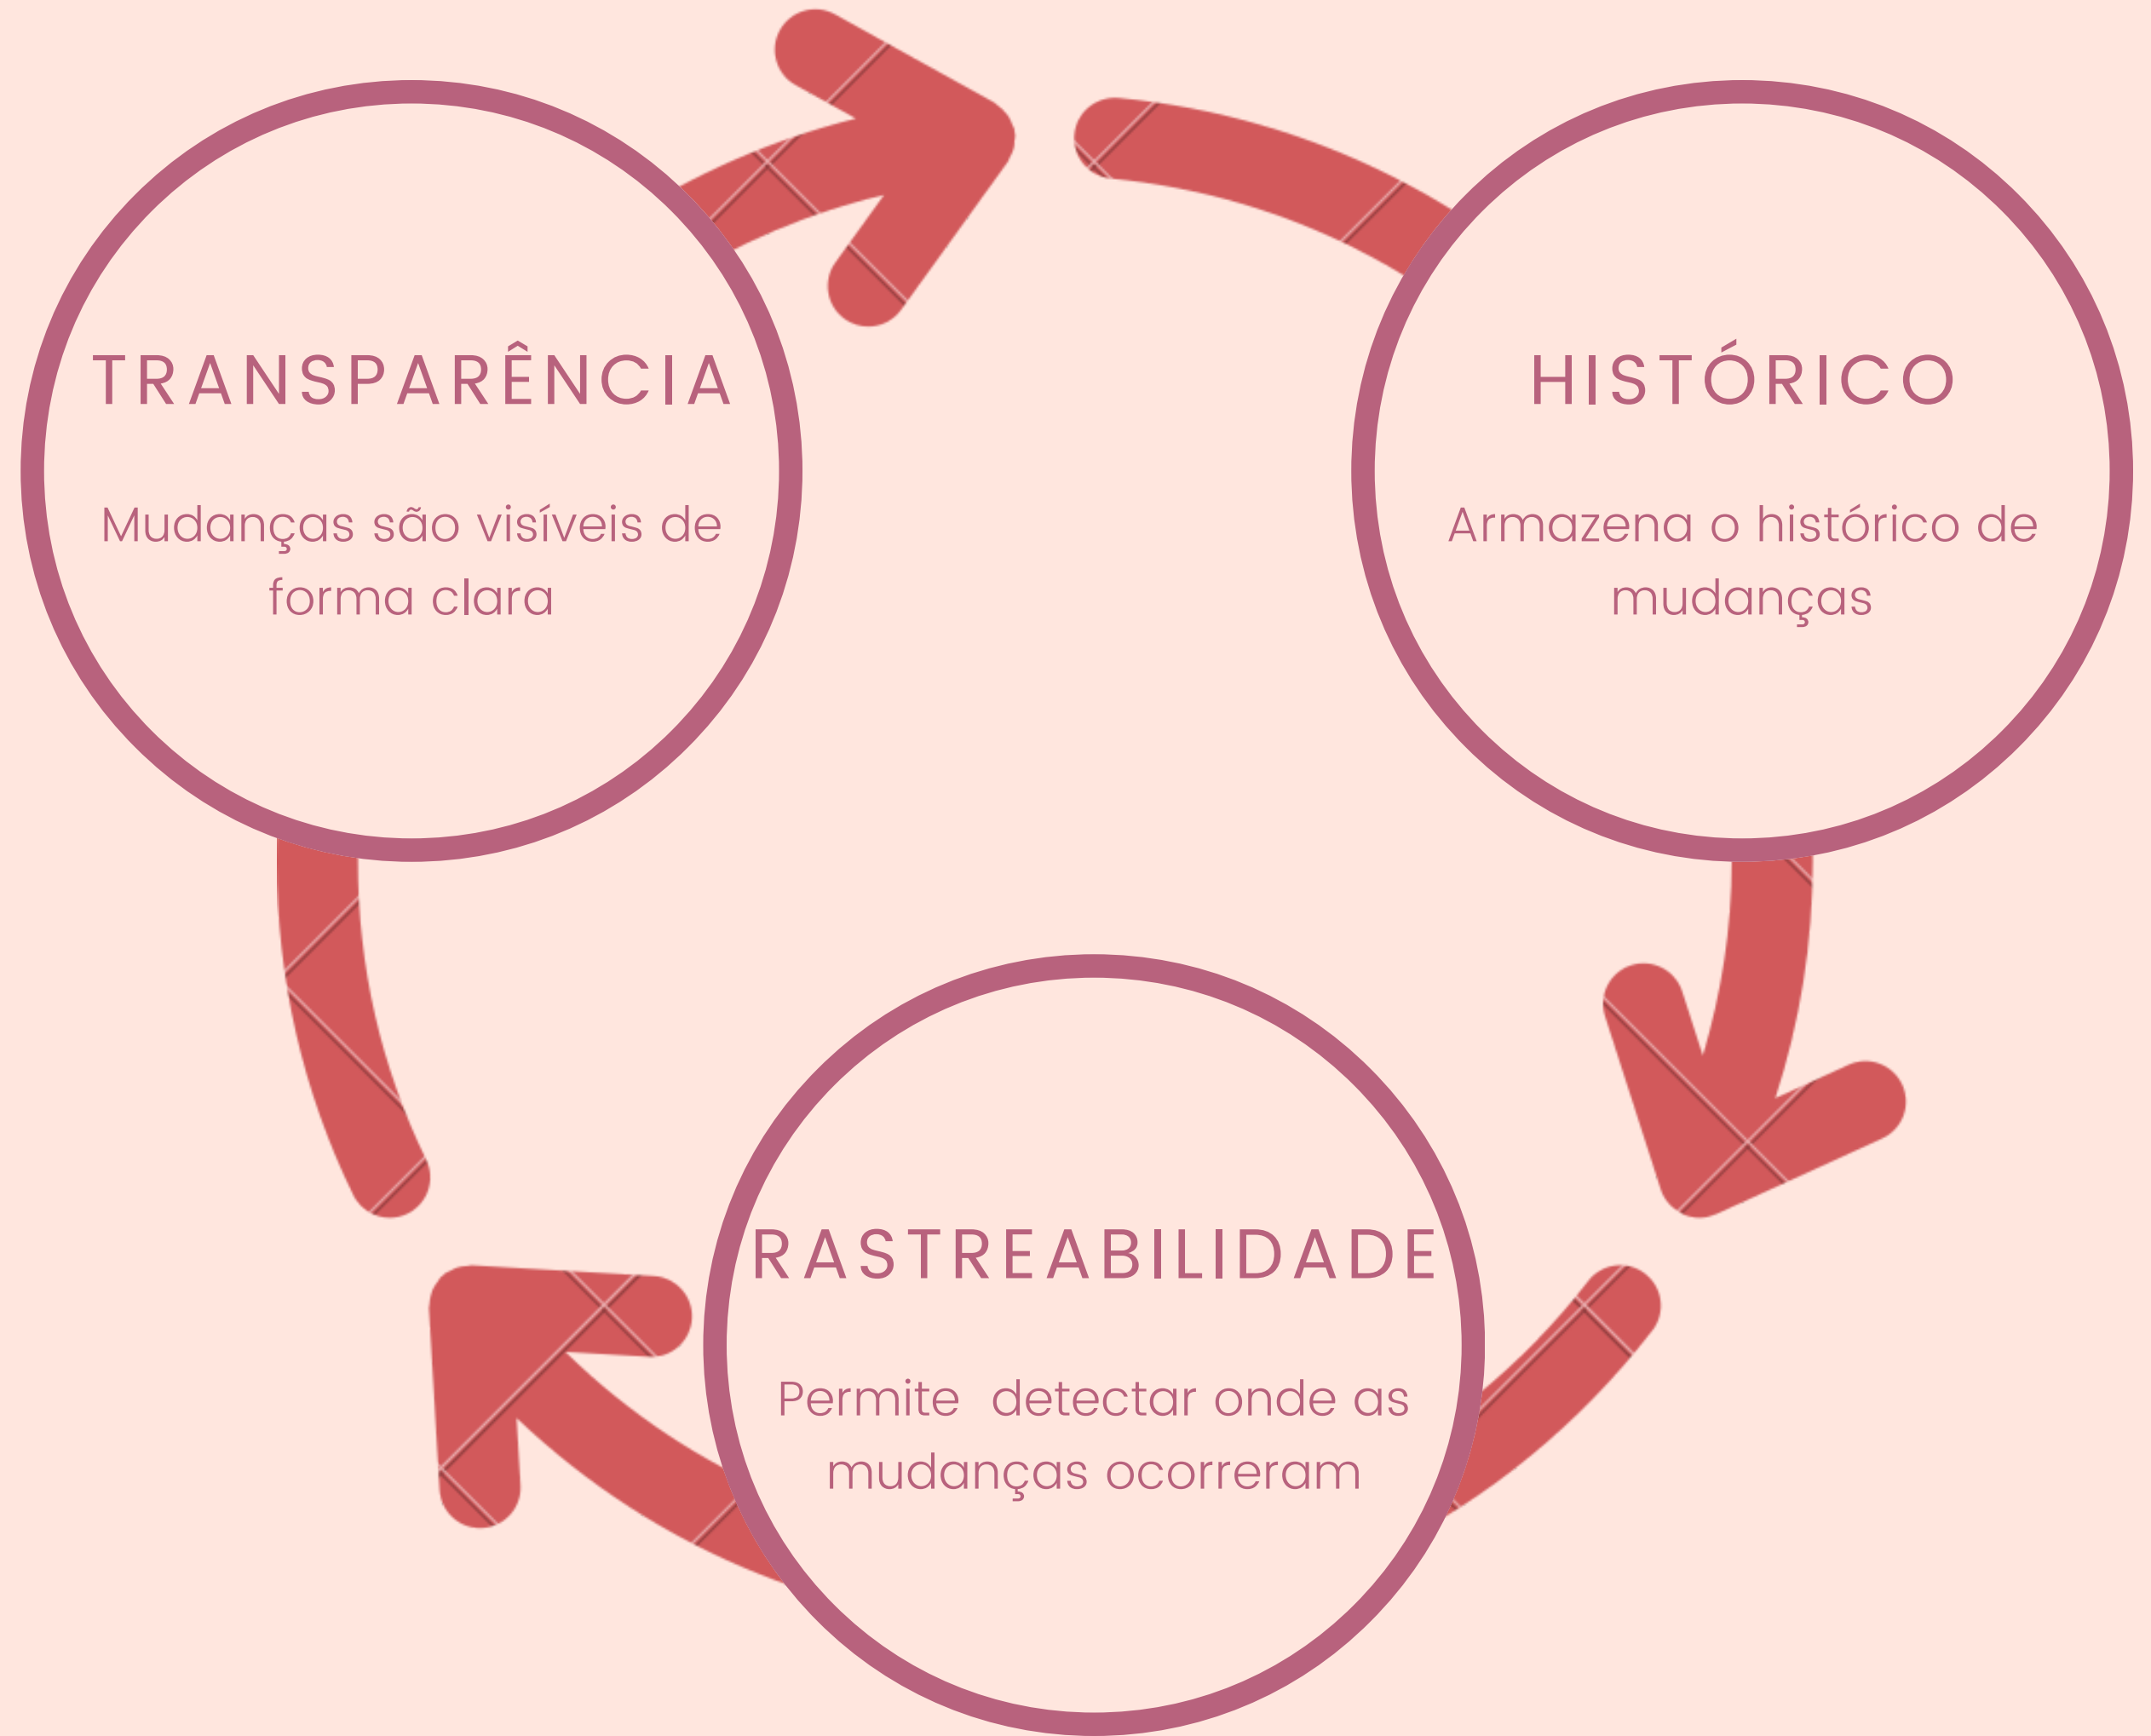 TRANSPARÊNCIA
Mudanças são visíveis de
forma clara
HISTÓRICO
Armazena o histórico de
mudanças
RASTREABILIDADE
Permite  detectar onde as
mudanças ocorreram